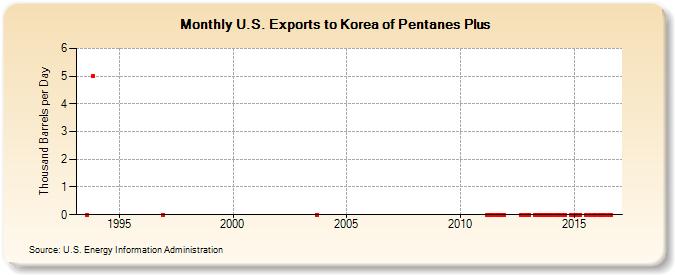 Monthly U.S. Exports to Korea of Pentanes Plus
Thousand Barrels per Day
6
5
4
3
2
1
0
1995 2000 2005 2010 2015
Source: U.S. Energy Information Administration